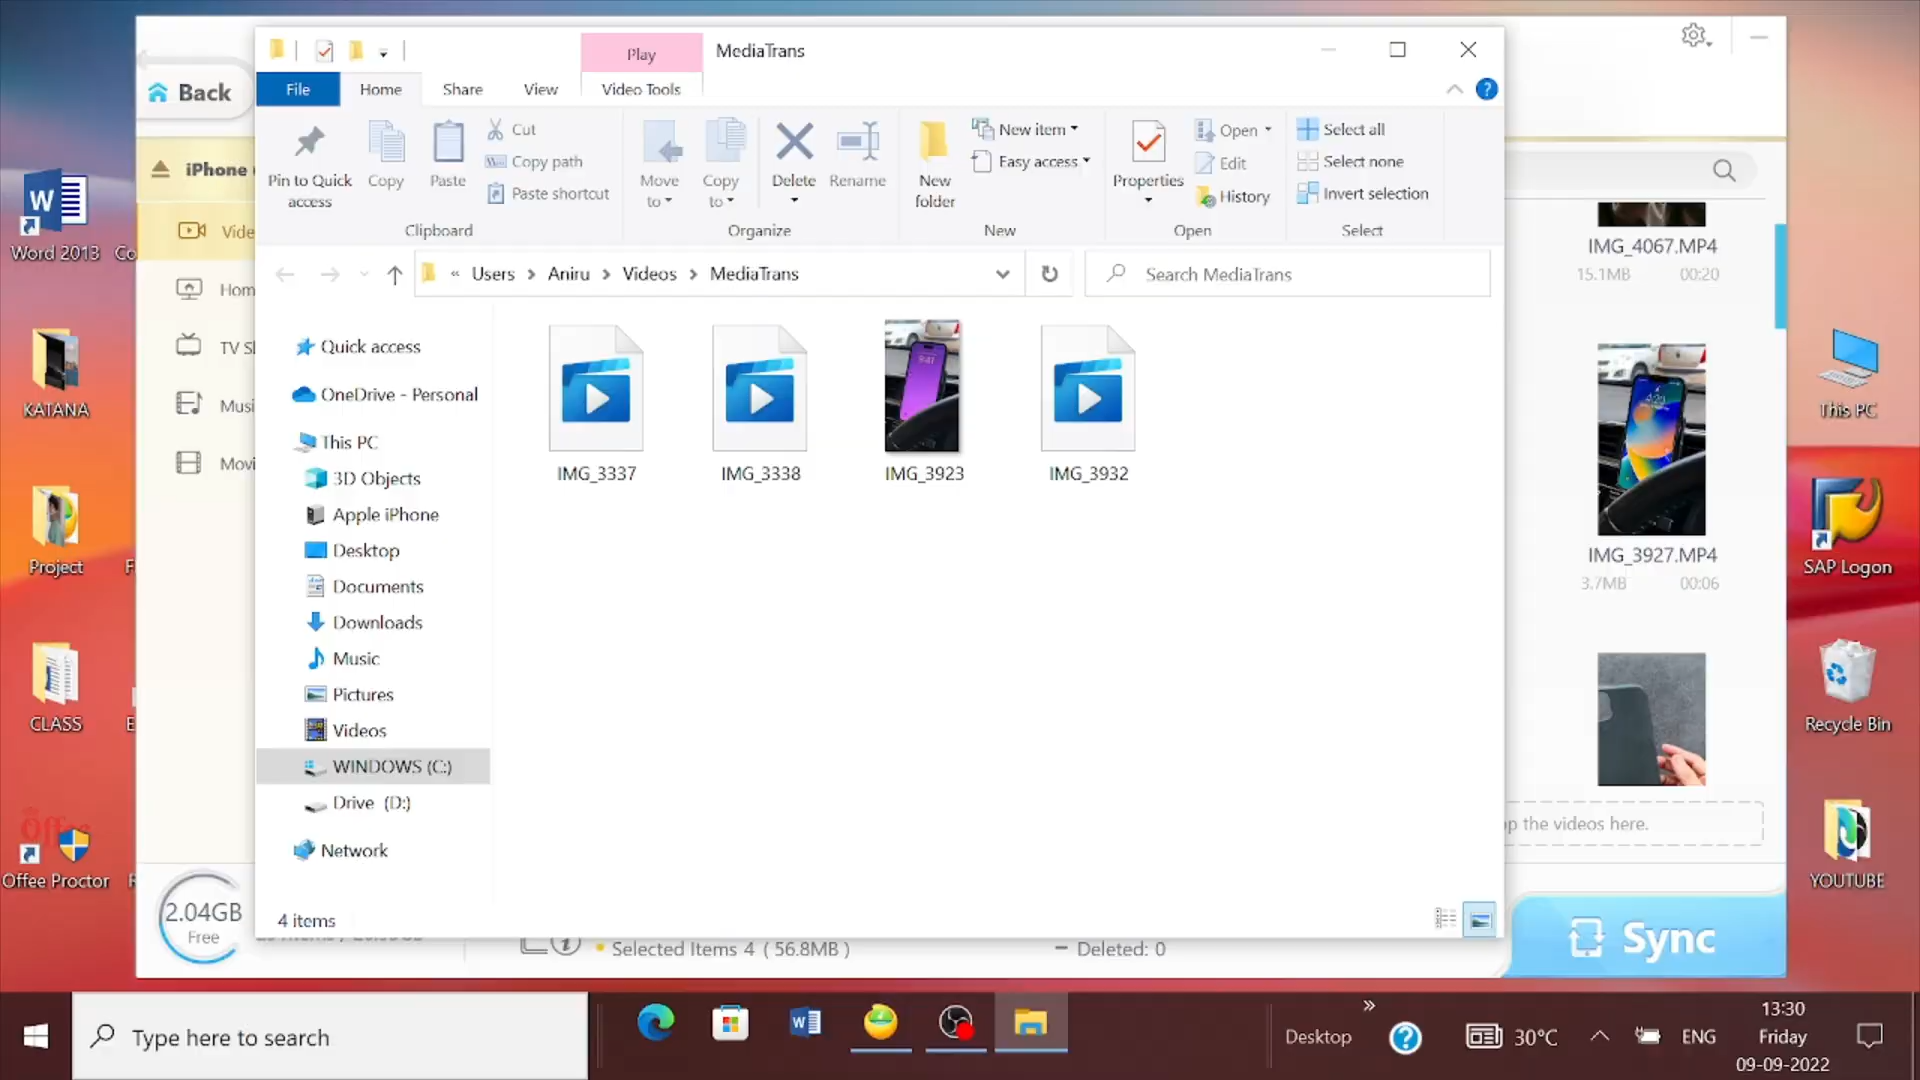 Play
MediaTrans
File
Home
Share
View
Video Tools
?
Back
Pin to Quick
access
Copy
Paste
Cut
Copy path
Paste shortcut
Clipboard
Move
to
Copy
to
Delete
Rename
Organize
New
folder
New item
Easy access
New
Properties
Open
Edit
History
Open
Select all
Select none
Invert selection
Select
« Users > Aniru > Videos > MediaTrans
Search MediaTrans
iPhone
Vide
Hom
TV S
Musi
Movi
Quick access
OneDrive - Personal
This PC
3D Objects
Apple iPhone
Desktop
Documents
Downloads
Music
Pictures
Videos
WINDOWS (C:)
Drive (D:)
Network
IMG_3337
IMG_3338
IMG_3923
IMG_3932
4 items
IMG_4067.MP4
15.1MB 00:20
IMG_3927.MP4
3.7MB 00:06
op the videos here.
2.04GB
Free
Selected Items 4 ( 56.8MB )
Deleted: 0
Sync
Word 2013
Co
KATANA
Project
F
CLASS
E
Offee
Offee Proctor
This PC
SAP Logon
Recycle Bin
YOUTUBE
Type here to search
Desktop
»
?
30°C
ENG
13:30
Friday
09-09-2022